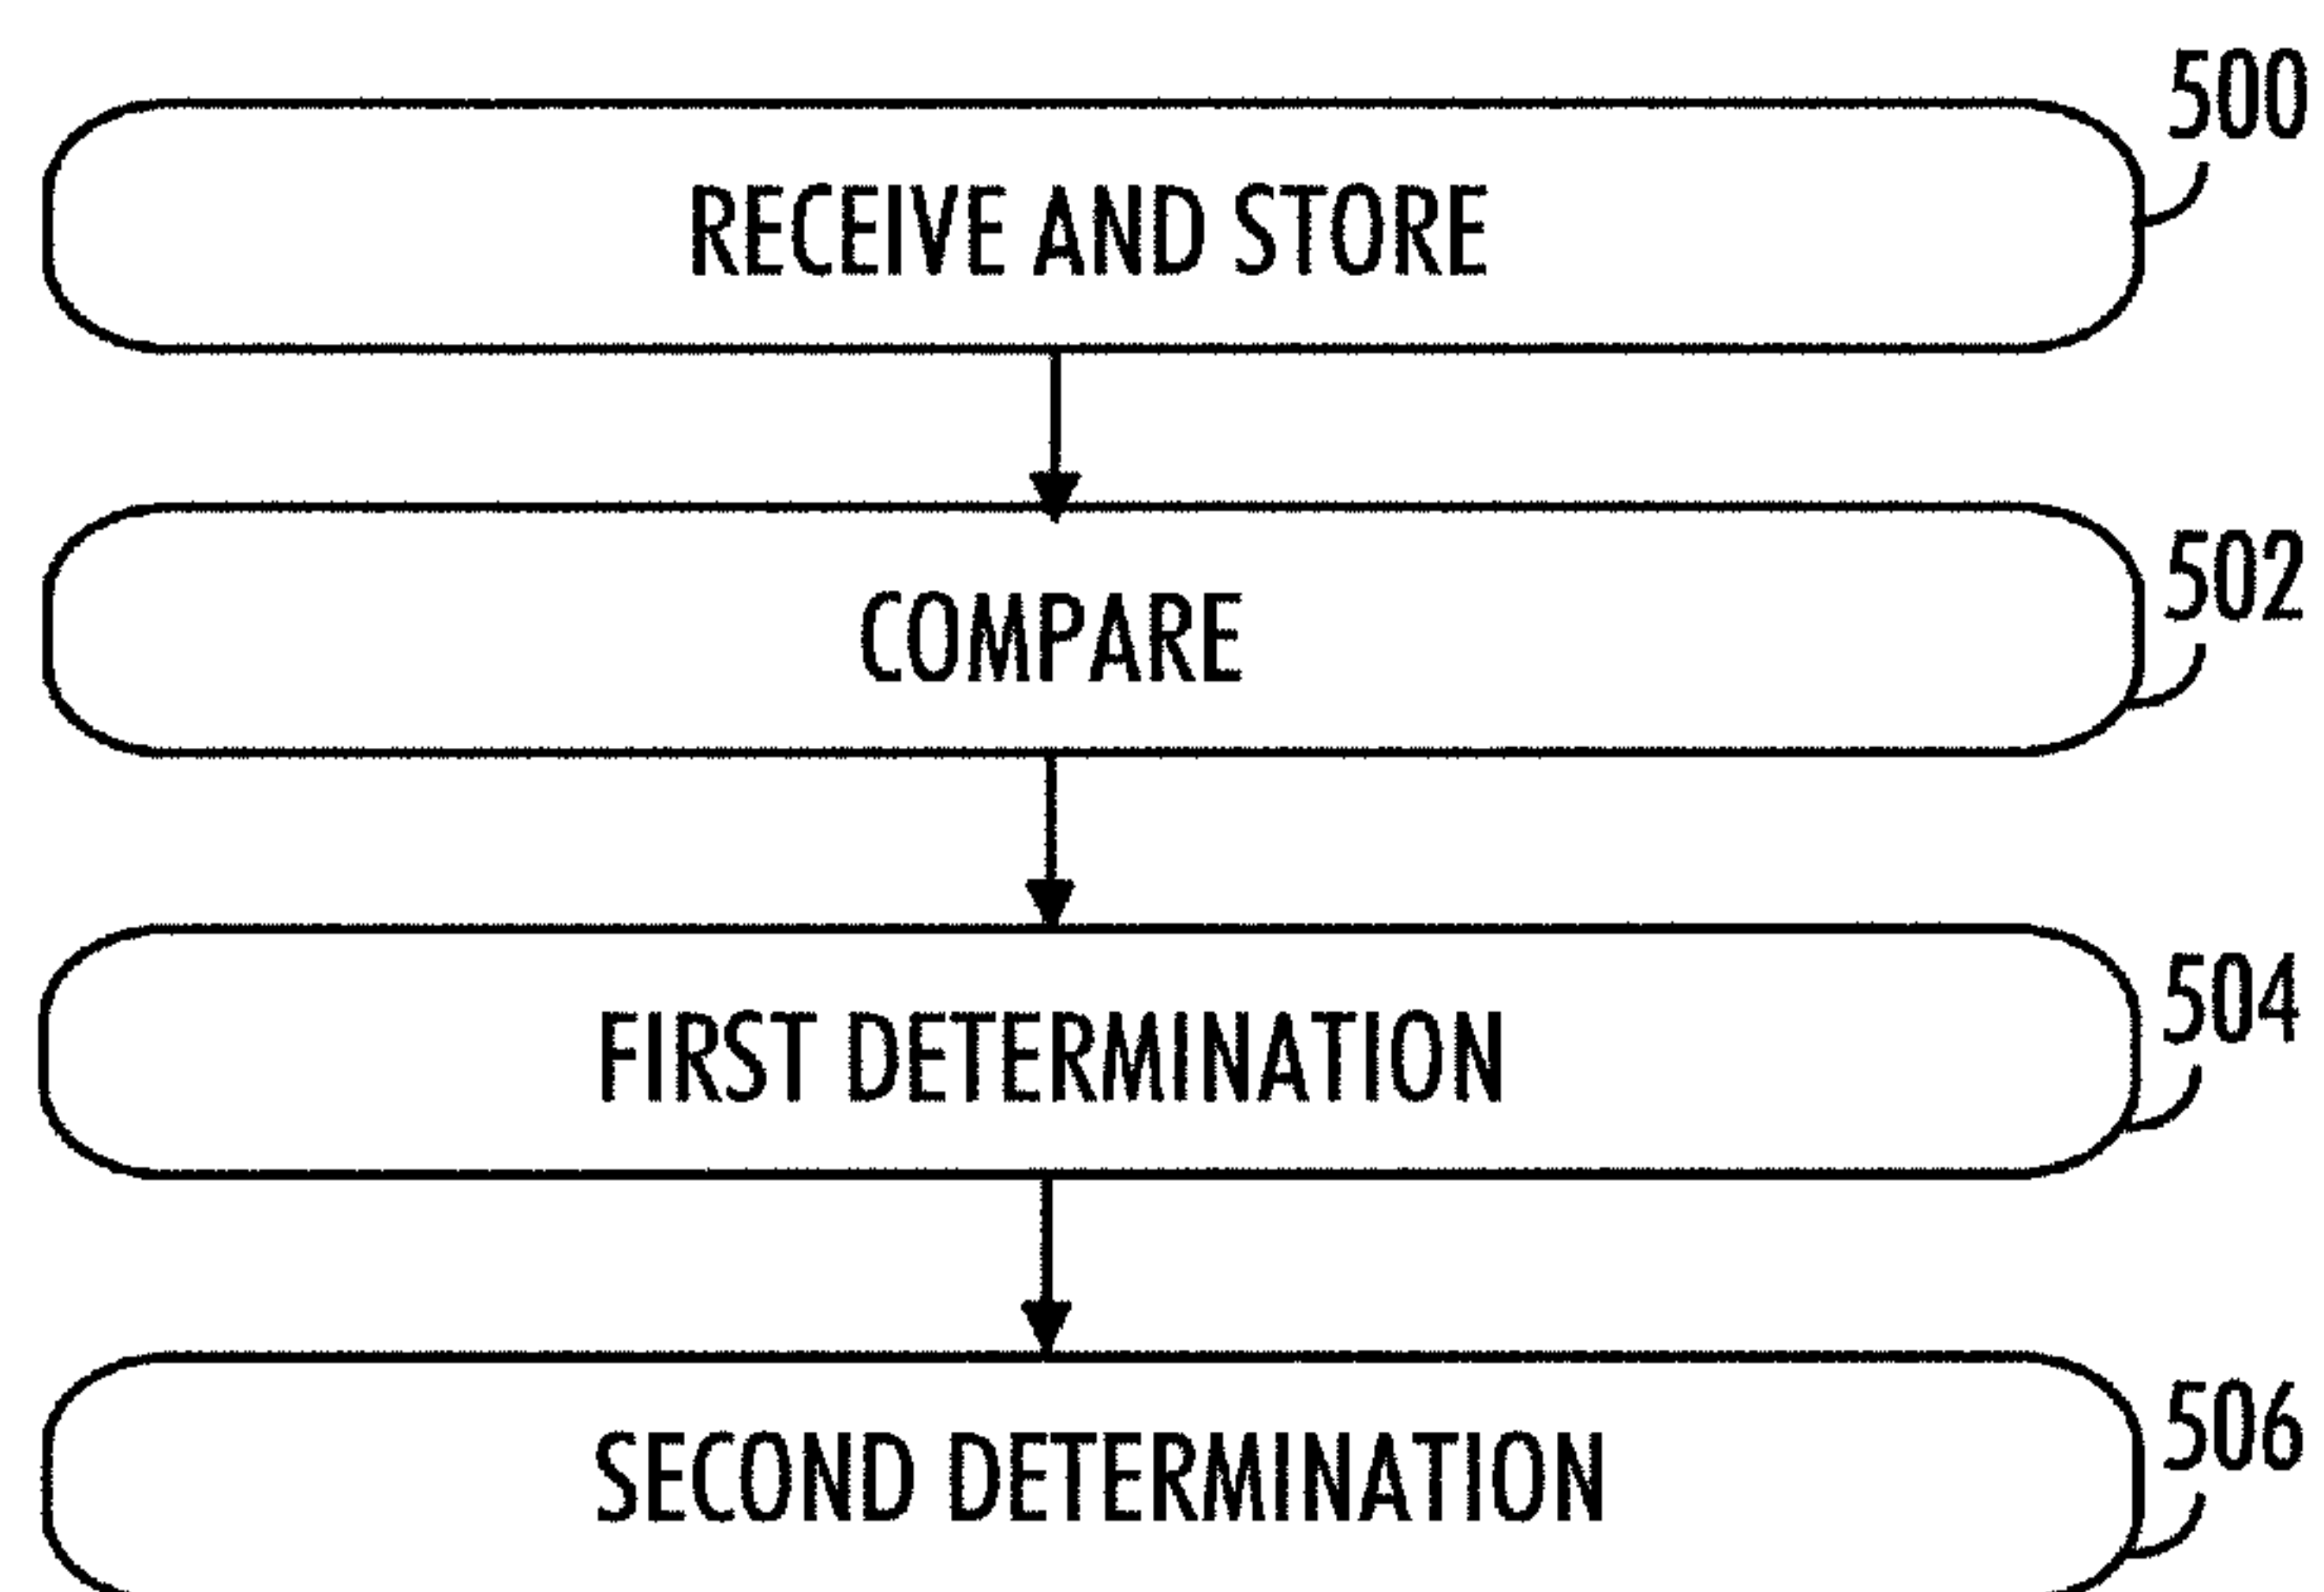 500
RECEIVE AND STORE
502
COMPARE
504
FIRST DETERMINATION
506
SECOND DETERMINATION